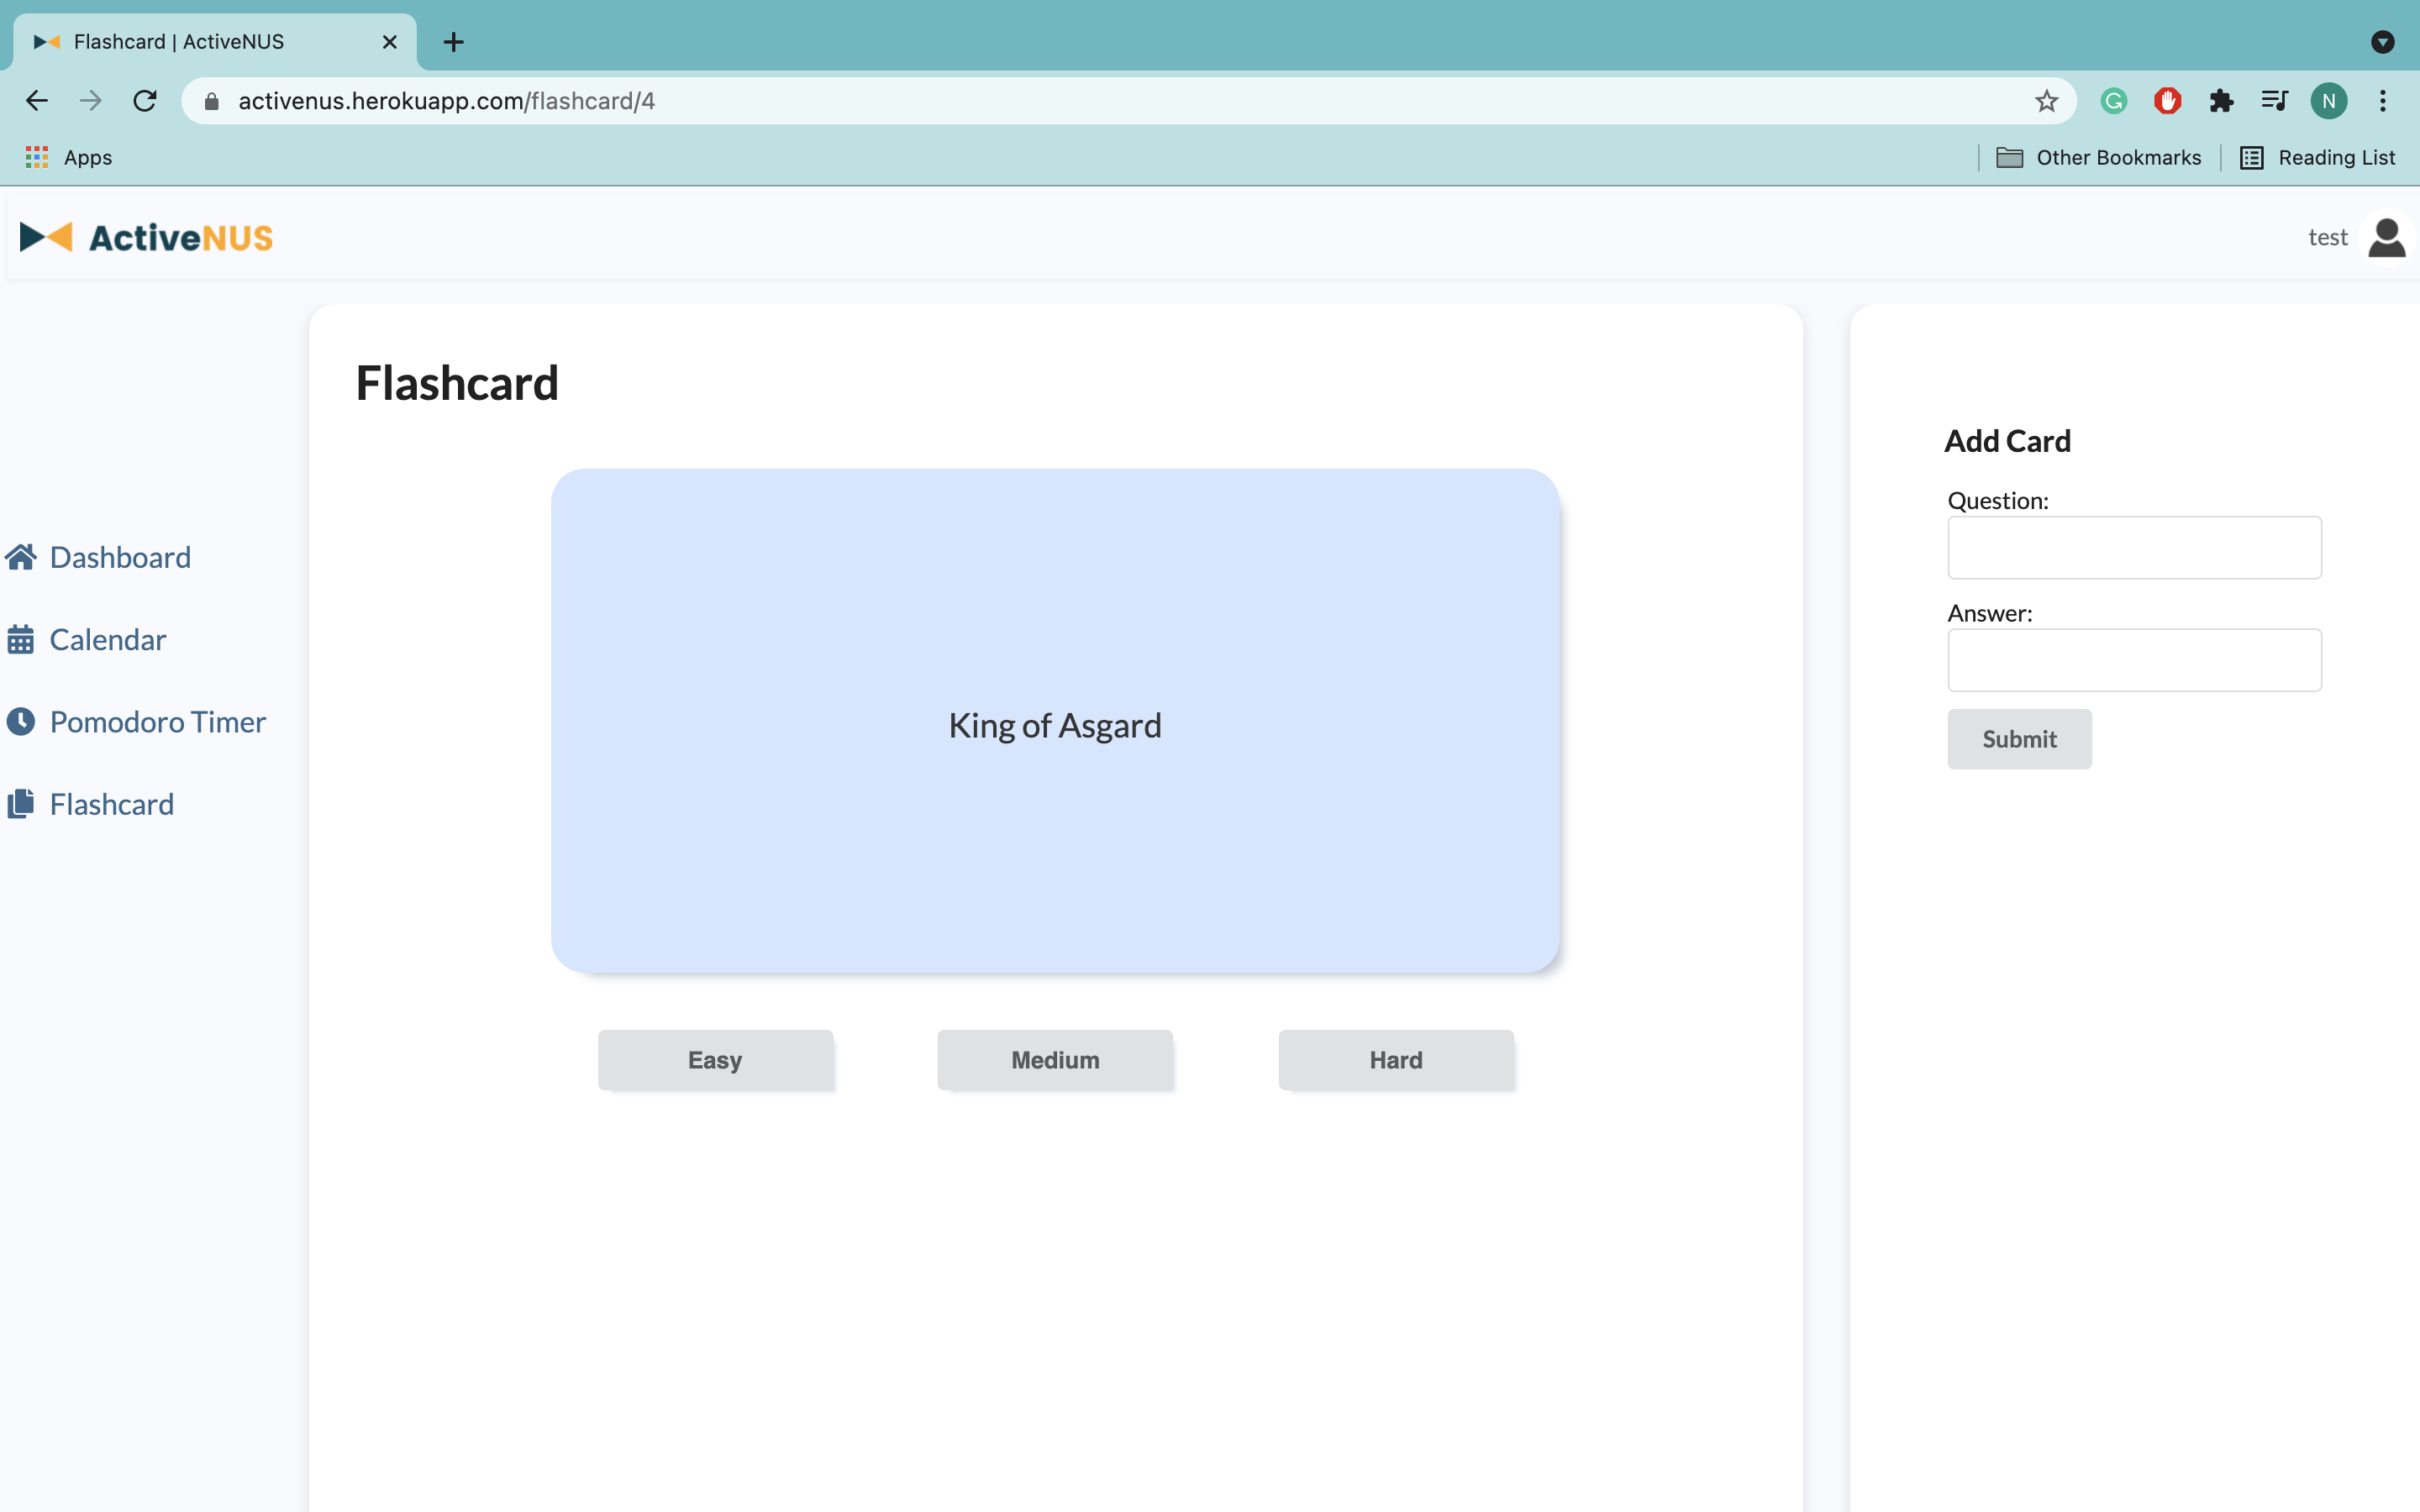 Flashcard | ActiveNUS
activenus.herokuapp.com/flashcard/4
G
N
Apps
Other Bookmarks
Reading List
ActiveNUS
test
Dashboard
Calendar
Pomodoro Timer
Flashcard
Flashcard
King of Asgard
Easy
Medium
Hard
Add Card
Question:
Answer:
Submit